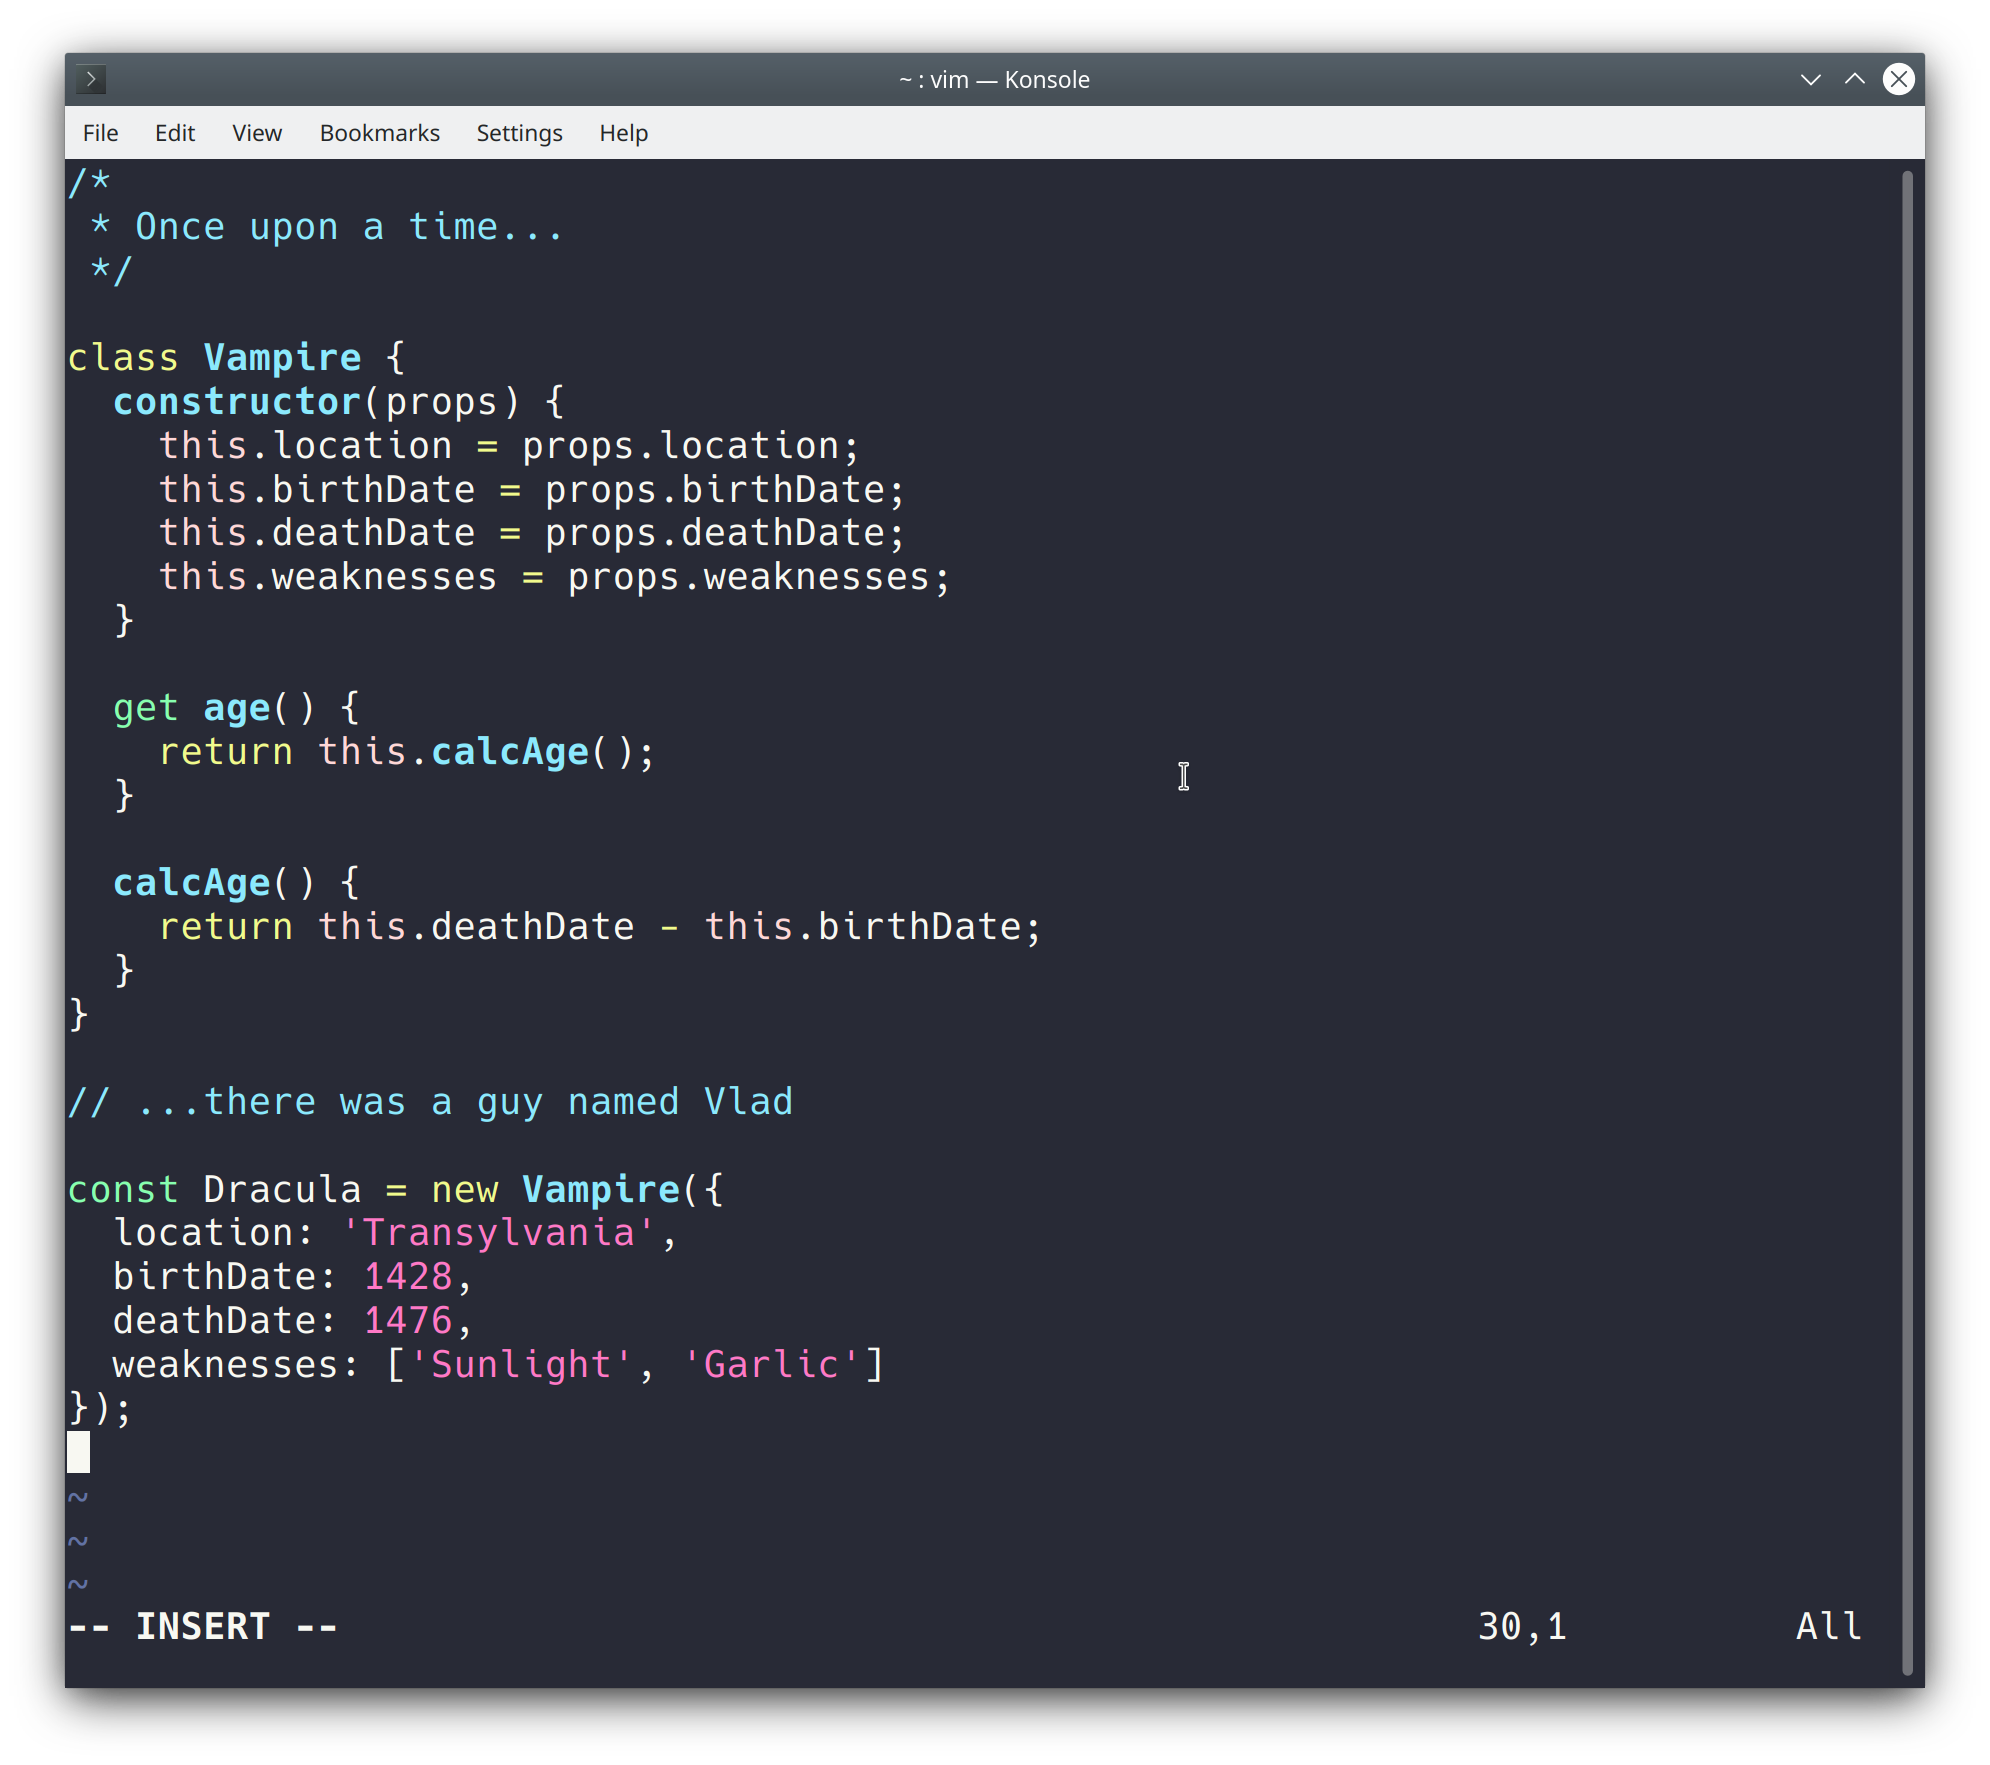 ~ : vim — Konsole
File Edit View Bookmarks Settings Help
/*
 * Once upon a time...
 */

class Vampire {
  constructor(props) {
    this.location = props.location;
    this.birthDate = props.birthDate;
    this.deathDate = props.deathDate;
    this.weaknesses = props.weaknesses;
  }

  get age() {
    return this.calcAge();
  }

  calcAge() {
    return this.deathDate - this.birthDate;
  }
}

// ...there was a guy named Vlad

const Dracula = new Vampire({
  location: 'Transylvania',
  birthDate: 1428,
  deathDate: 1476,
  weaknesses: ['Sunlight', 'Garlic']
});

~
~
~
-- INSERT -- 30,1 All